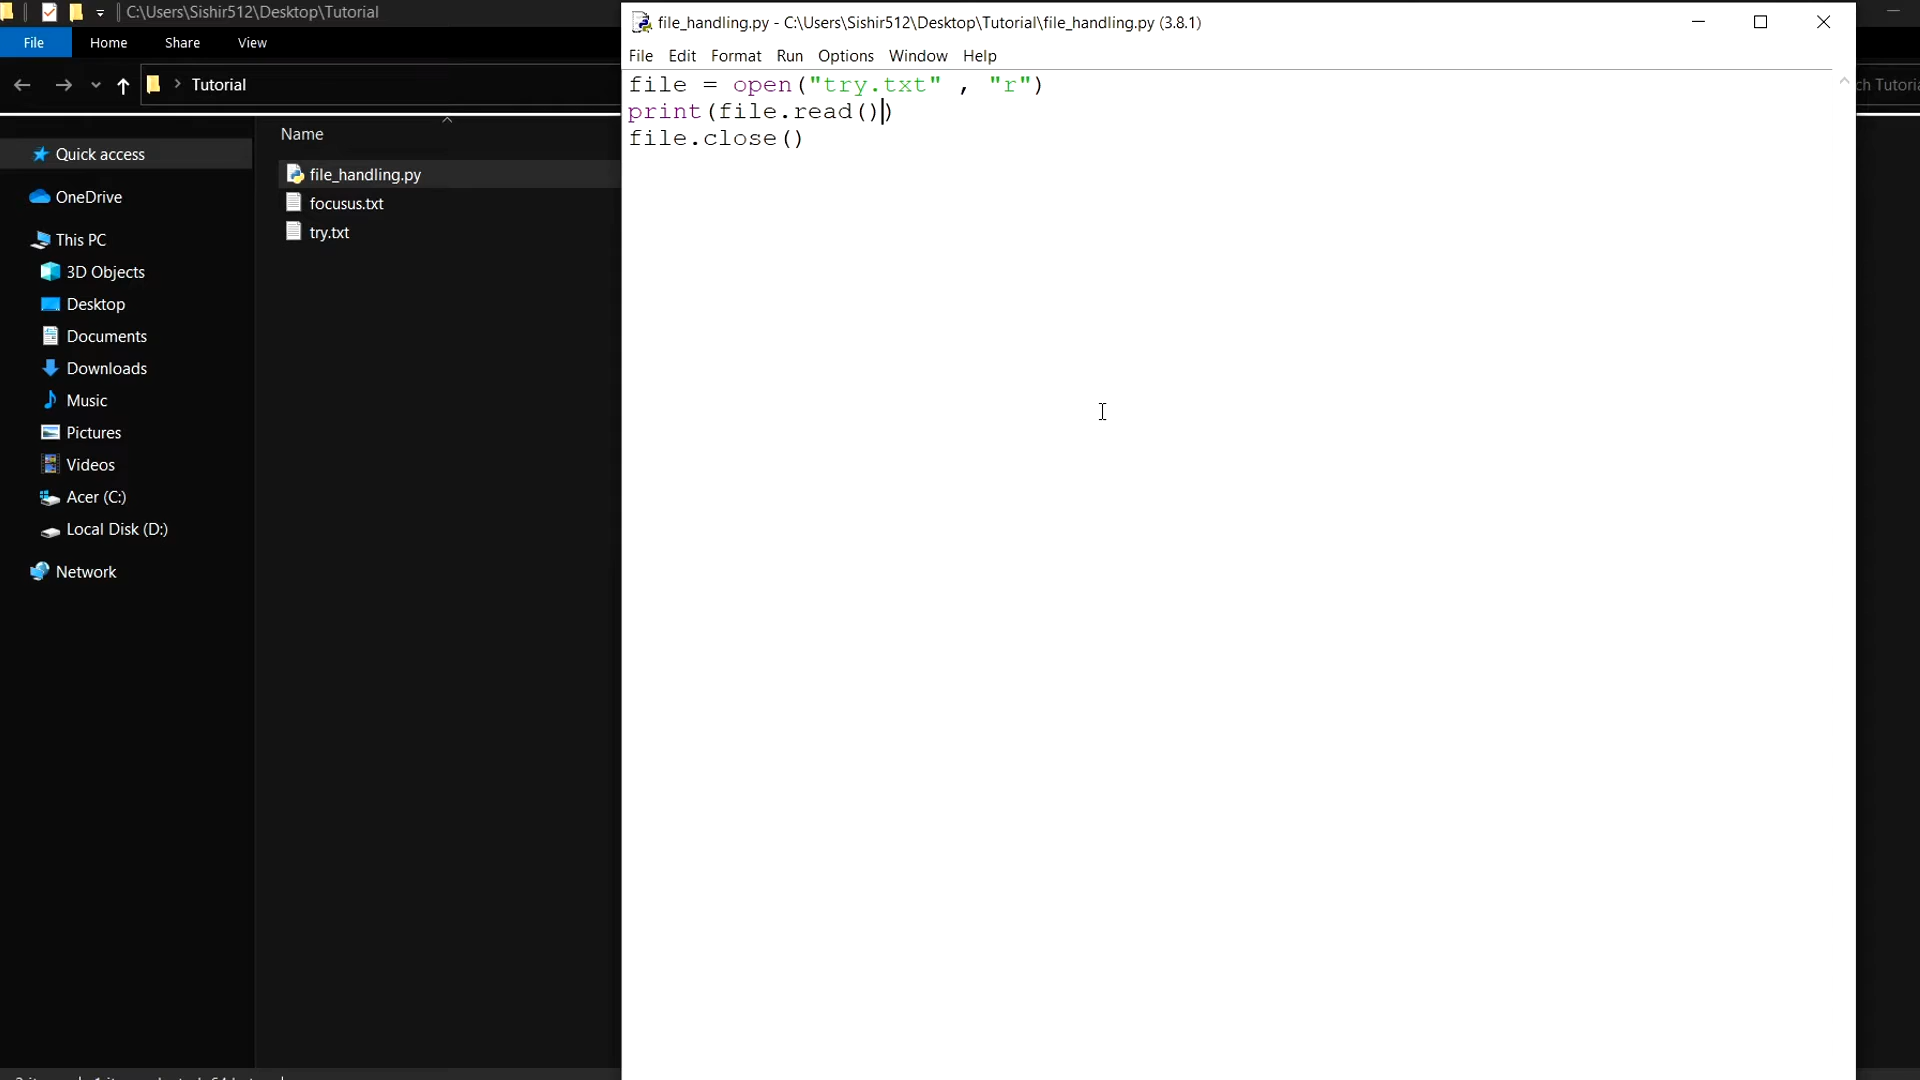 C:\Users\Sishir512\Desktop\Tutorial
File Home Share View
Tutorial
Quick access
OneDrive
This PC
3D Objects
Desktop
Documents
Downloads
Music
Pictures
Videos
Acer (C:)
Local Disk (D:)
Network
Name
file_handling.py
focusus.txt
try.txt
file_handling.py - C:\Users\Sishir512\Desktop\Tutorial\file_handling.py (3.8.1)
File Edit Format Run Options Window Help
file = open("try.txt" , "r")
print(file.read())
file.close()
ch Tutoria